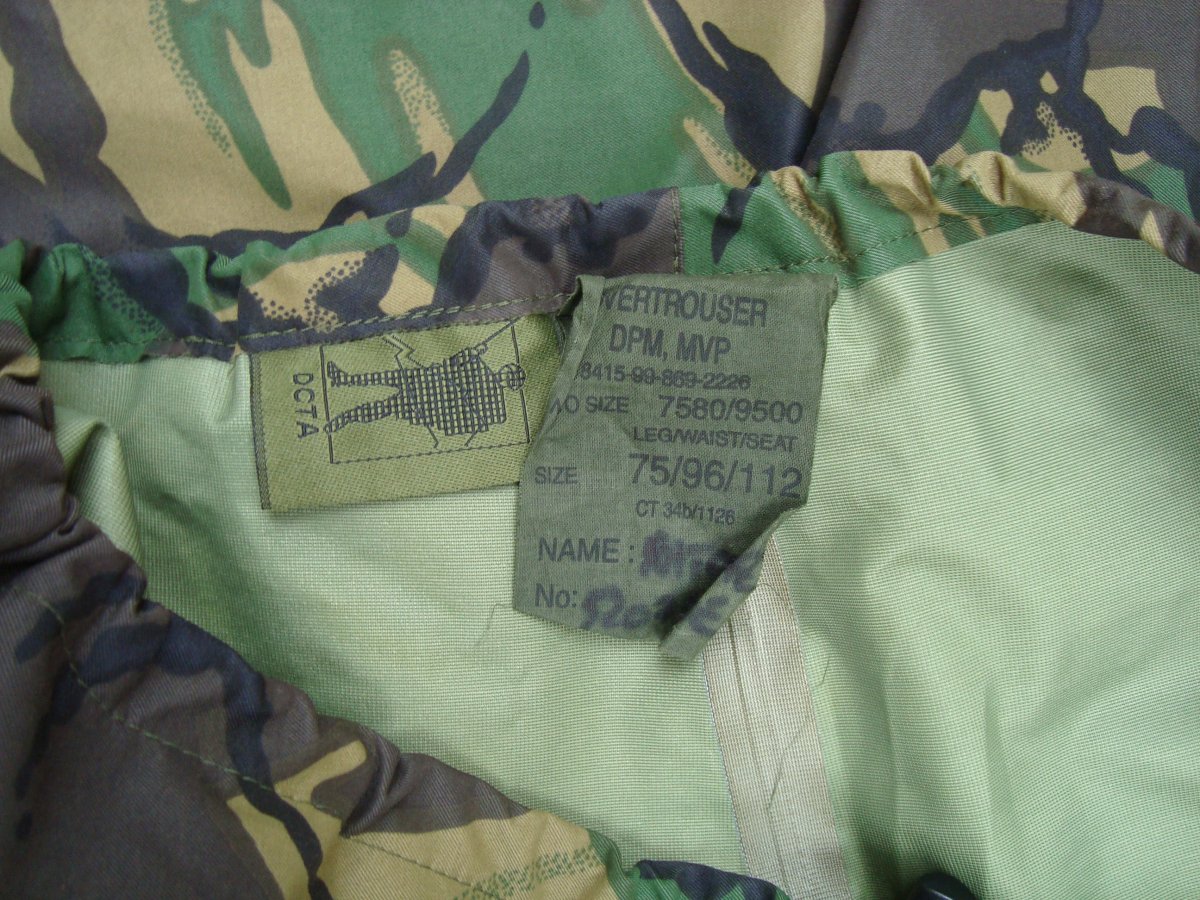 VERTROUSER
DPM, MVP
8415-99-869-2226
O SIZE 7580/9500
LEG/WAIST/SEAT
SIZE 75/96/112
CT 34b/1126
NAME :
No:
DCTA